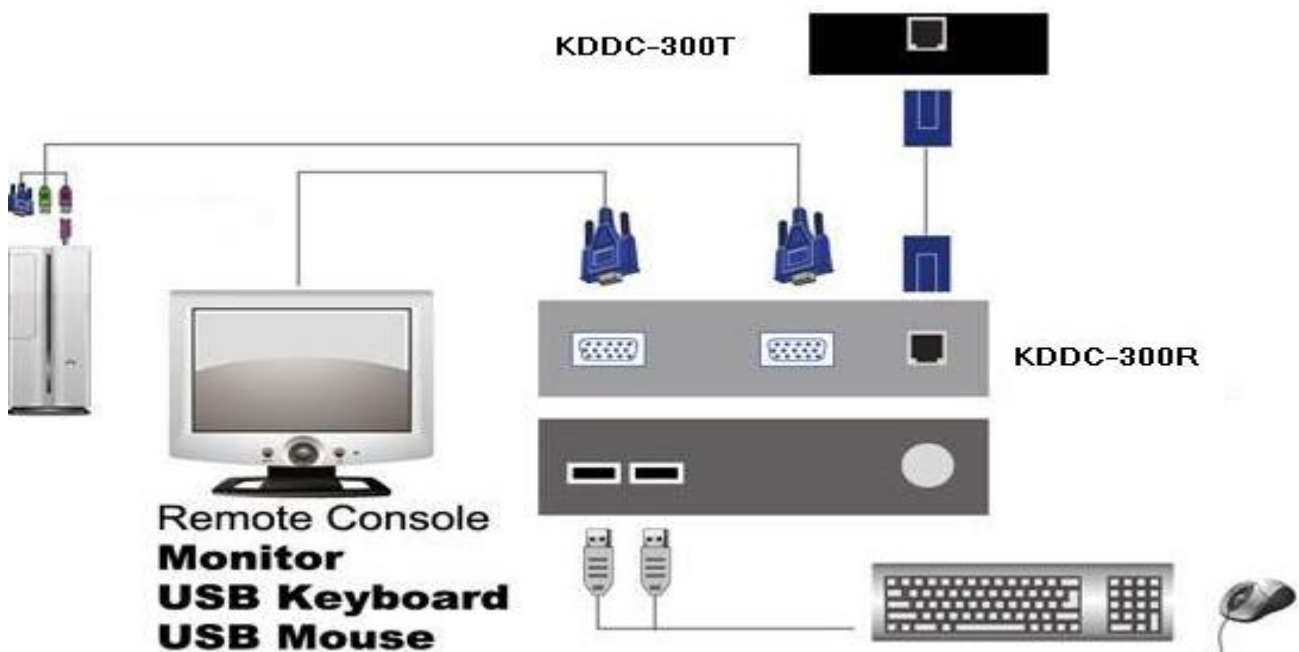 KDDC-300T
KDDC-300R
Remote Console
Monitor
USB Keyboard
USB Mouse